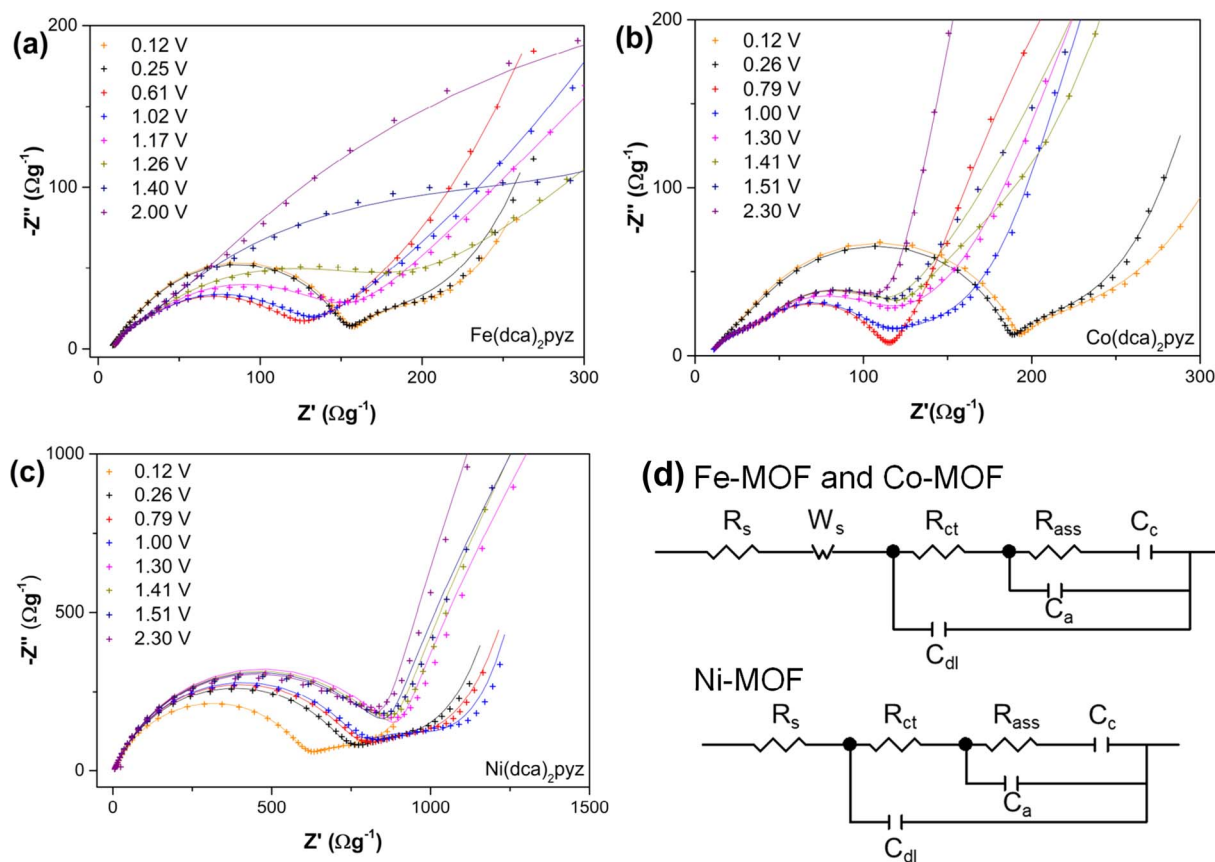 (a)
200
100
0
-Z'' (Ωg⁻¹)
0.12 V
0.25 V
0.61 V
1.02 V
1.17 V
1.26 V
1.40 V
2.00 V
Fe(dca)₂pyz
0 100 200 300
Z' (Ωg⁻¹)
(b)
200
100
0
-Z'' (Ωg⁻¹)
0.12 V
0.26 V
0.79 V
1.00 V
1.30 V
1.41 V
1.51 V
2.30 V
Co(dca)₂pyz
0 100 200 300
Z'(Ωg⁻¹)
(c)
1000
500
0
-Z'' (Ωg⁻¹)
0.12 V
0.26 V
0.79 V
1.00 V
1.30 V
1.41 V
1.51 V
2.30 V
Ni(dca)₂pyz
0 500 1000 1500
Z' (Ωg⁻¹)
(d) Fe-MOF and Co-MOF
Rs Ws Rct Rass Cc
Ca
Cdl
Ni-MOF
Rs Rct Rass Cc
Ca
Cdl